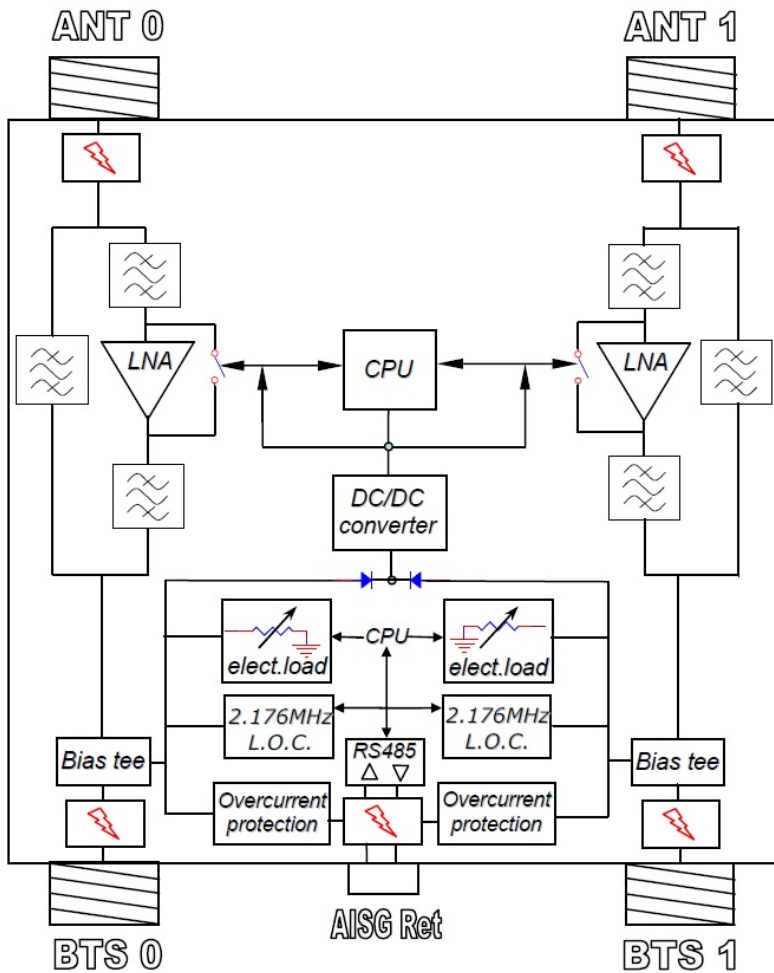 ANT 0
ANT 1
LNA
CPU
LNA
DC/DC
converter
CPU
elect.load
elect.load
2.176MHz
L.O.C.
2.176MHz
L.O.C.
RS485
Bias tee
Bias tee
Overcurrent
protection
Overcurrent
protection
AISG Ret
BTS 0
BTS 1